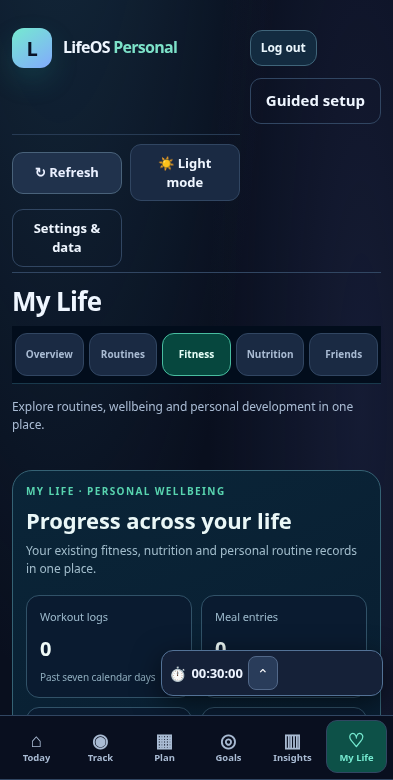 L LifeOS Personal
Log out
Guided setup
↻ Refresh
☀️ Light
mode
Settings &
data
My Life
Overview
Routines
Fitness
Nutrition
Friends
Explore routines, wellbeing and personal development in one
place.
MY LIFE · PERSONAL WELLBEING
Progress across your life
Your existing fitness, nutrition and personal routine records
in one place.
Workout logs
0
Past seven calendar days
Meal entries
0
⏱️ 00:30:00
Today
Track
Plan
Goals
Insights
My Life